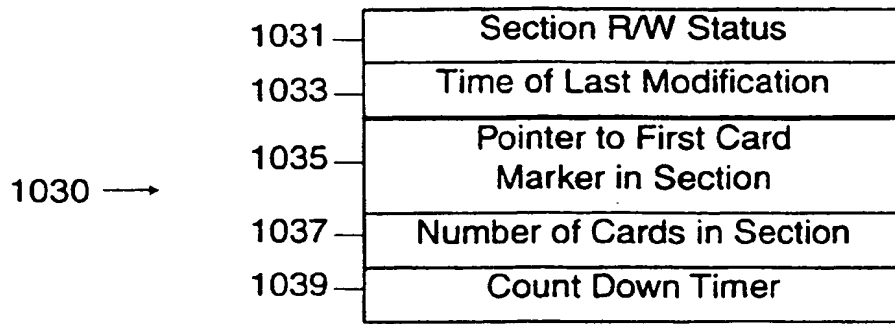 1031 Section R/W Status
1033 Time of Last Modification
1035 Pointer to First Card
Marker in Section
1030
1037 Number of Cards in Section
1039 Count Down Timer